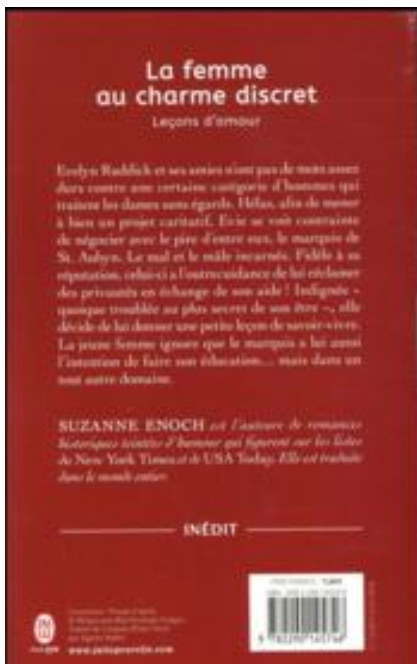 La femme
au charme discret
Leçons d'amour
Evelyn Ruddick et ses amies n'ont pas de mots assez
durs contre une certaine catégorie d'hommes qui
traitent les dames sans égards. Hélas, afin de mener
à bien un projet caritatif, Evie se voit contrainte
de négocier avec le pire d'entre eux, le marquis de
St. Aubyn. Le mal et le mâle incarnés. Fidèle à sa
réputation, celui-ci a l'outrecuidance de lui réclamer
des privautés en échange de son aide ! Indignée –
quoique troublée au plus secret de son être –, elle
décide de lui donner une petite leçon de savoir-vivre.
La jeune femme ignore que le marquis a lui aussi
l'intention de faire son éducation... mais dans un
tout autre domaine.
SUZANNE ENOCH est l'auteure de romances
historiques teintées d'humour qui figurent sur les listes
du New York Times et de USA Today. Elle est traduite
dans le monde entier.
INÉDIT
www.jailupourelle.com